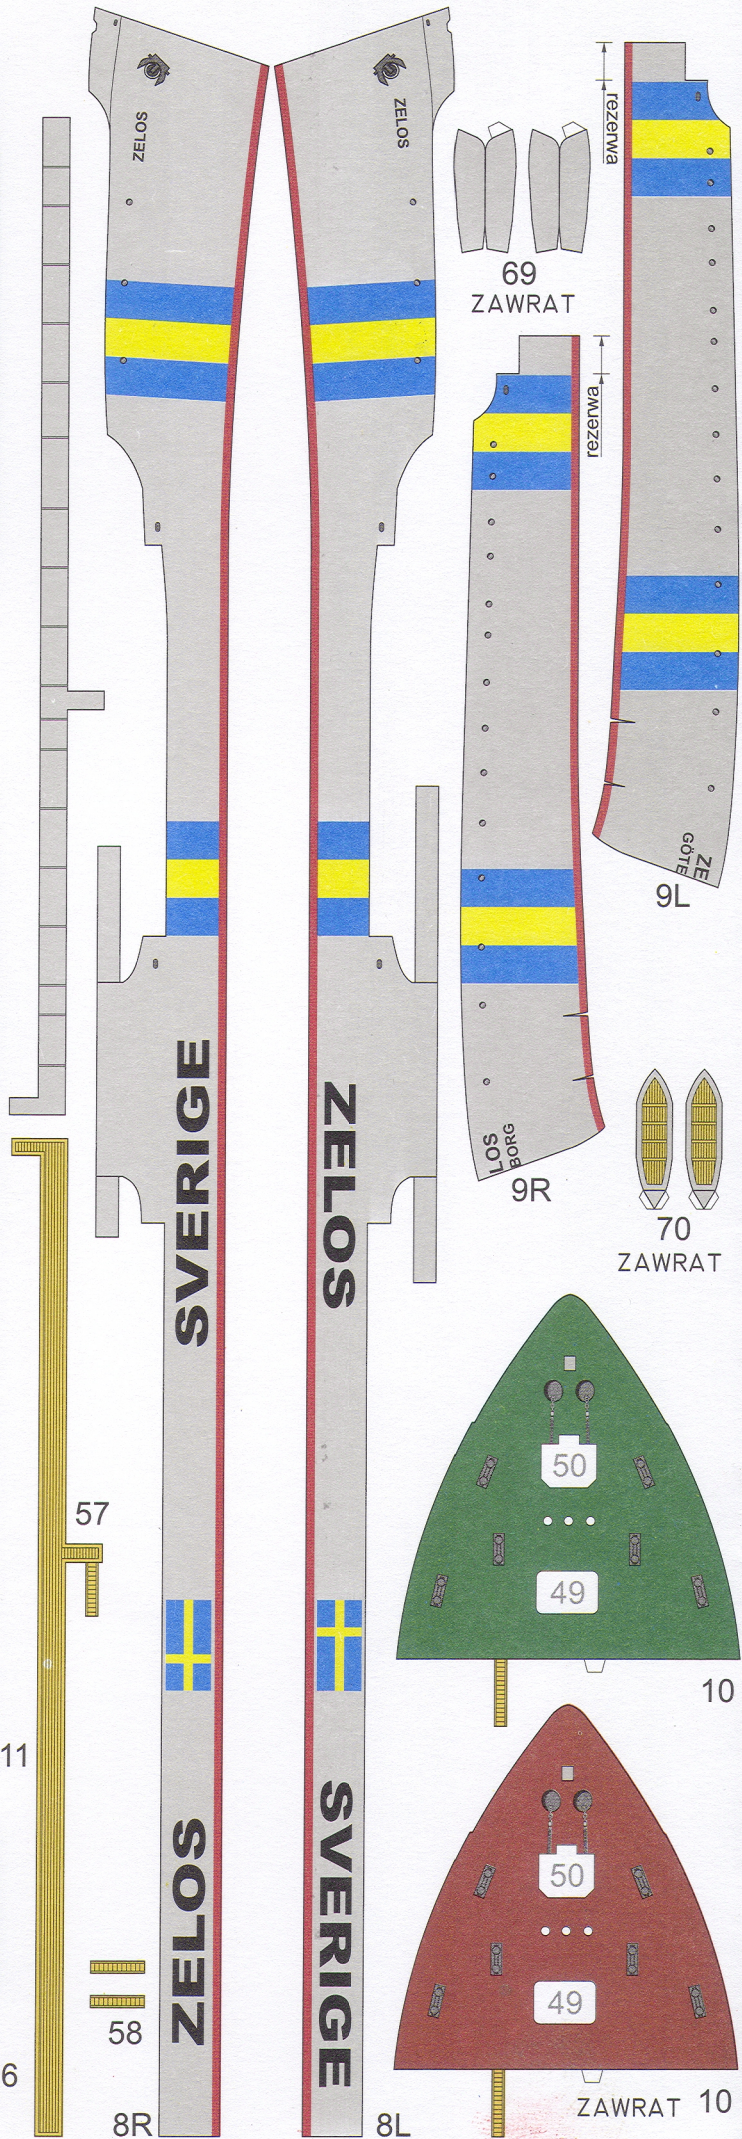 ZELOS
ZELOS
69
ZAWRAT
rezerwa
rezerwa
ZE
GÖTE
9L
LOS
BORG
9R
70
ZAWRAT
SVERIGE
ZELOS
50
49
10
57
11
ZELOS
SVERIGE
50
49
ZAWRAT 10
58
6
8R
8L